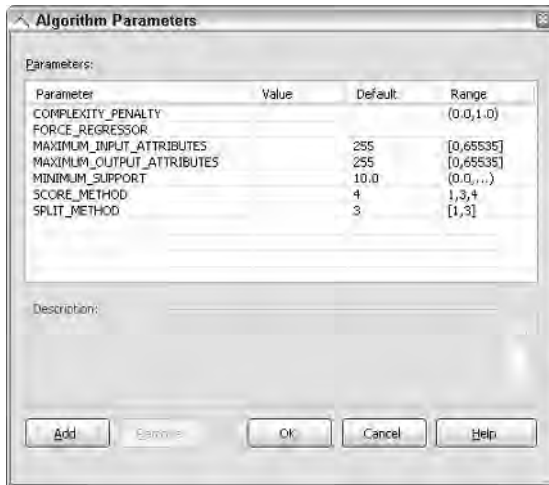 Algorithm Parameters
Parameters:
Parameter Value Default Range
COMPLEXITY_PENALTY (0.0,1.0)
FORCE_REGRESSOR
MAXIMUM_INPUT_ATTRIBUTES 255 [0,65535]
MAXIMUM_OUTPUT_ATTRIBUTES 255 [0,65535]
MINIMUM_SUPPORT 10.0 (0.0,...)
SCORE_METHOD 4 1,3,4
SPLIT_METHOD 3 [1,3]
Description:
Add Remove OK Cancel Help